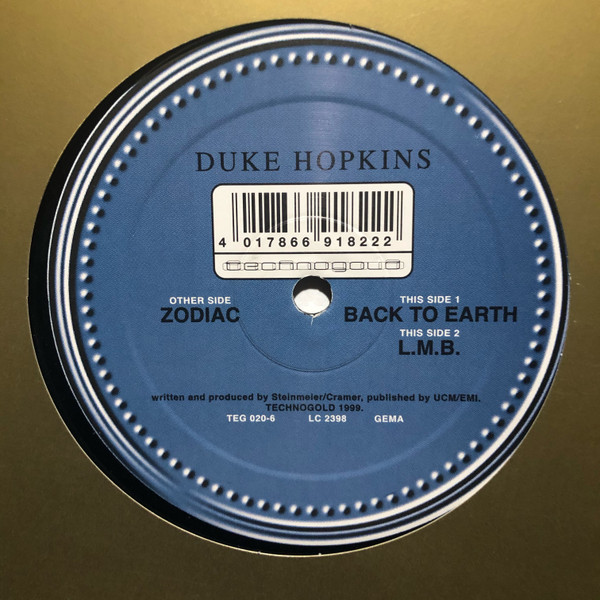 DUKE HOPKINS
4 017866 918222
technogold
OTHER SIDE
ZODIAC
THIS SIDE 1
BACK TO EARTH
THIS SIDE 2
L.M.B.
written and produced by Steinmeier/Cramer, published by UCM/EMI.
TECHNOGOLD 1999.
TEG 020-6 LC 2398 GEMA